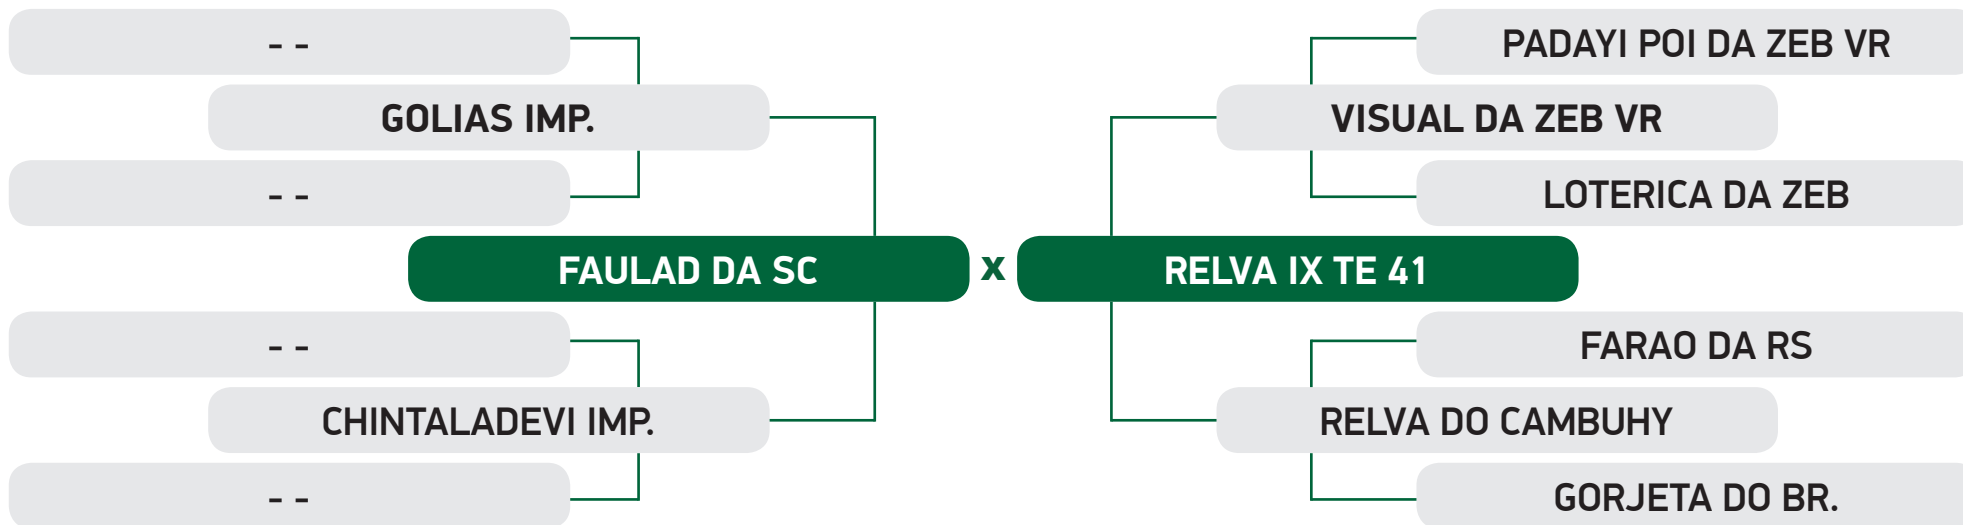 - -
PADAYI POI DA ZEB VR
GOLIAS IMP.
VISUAL DA ZEB VR
- -
LOTERICA DA ZEB
FAULAD DA SC
x
RELVA IX TE 41
- -
FARAO DA RS
CHINTALADEVI IMP.
RELVA DO CAMBUHY
- -
GORJETA DO BR.